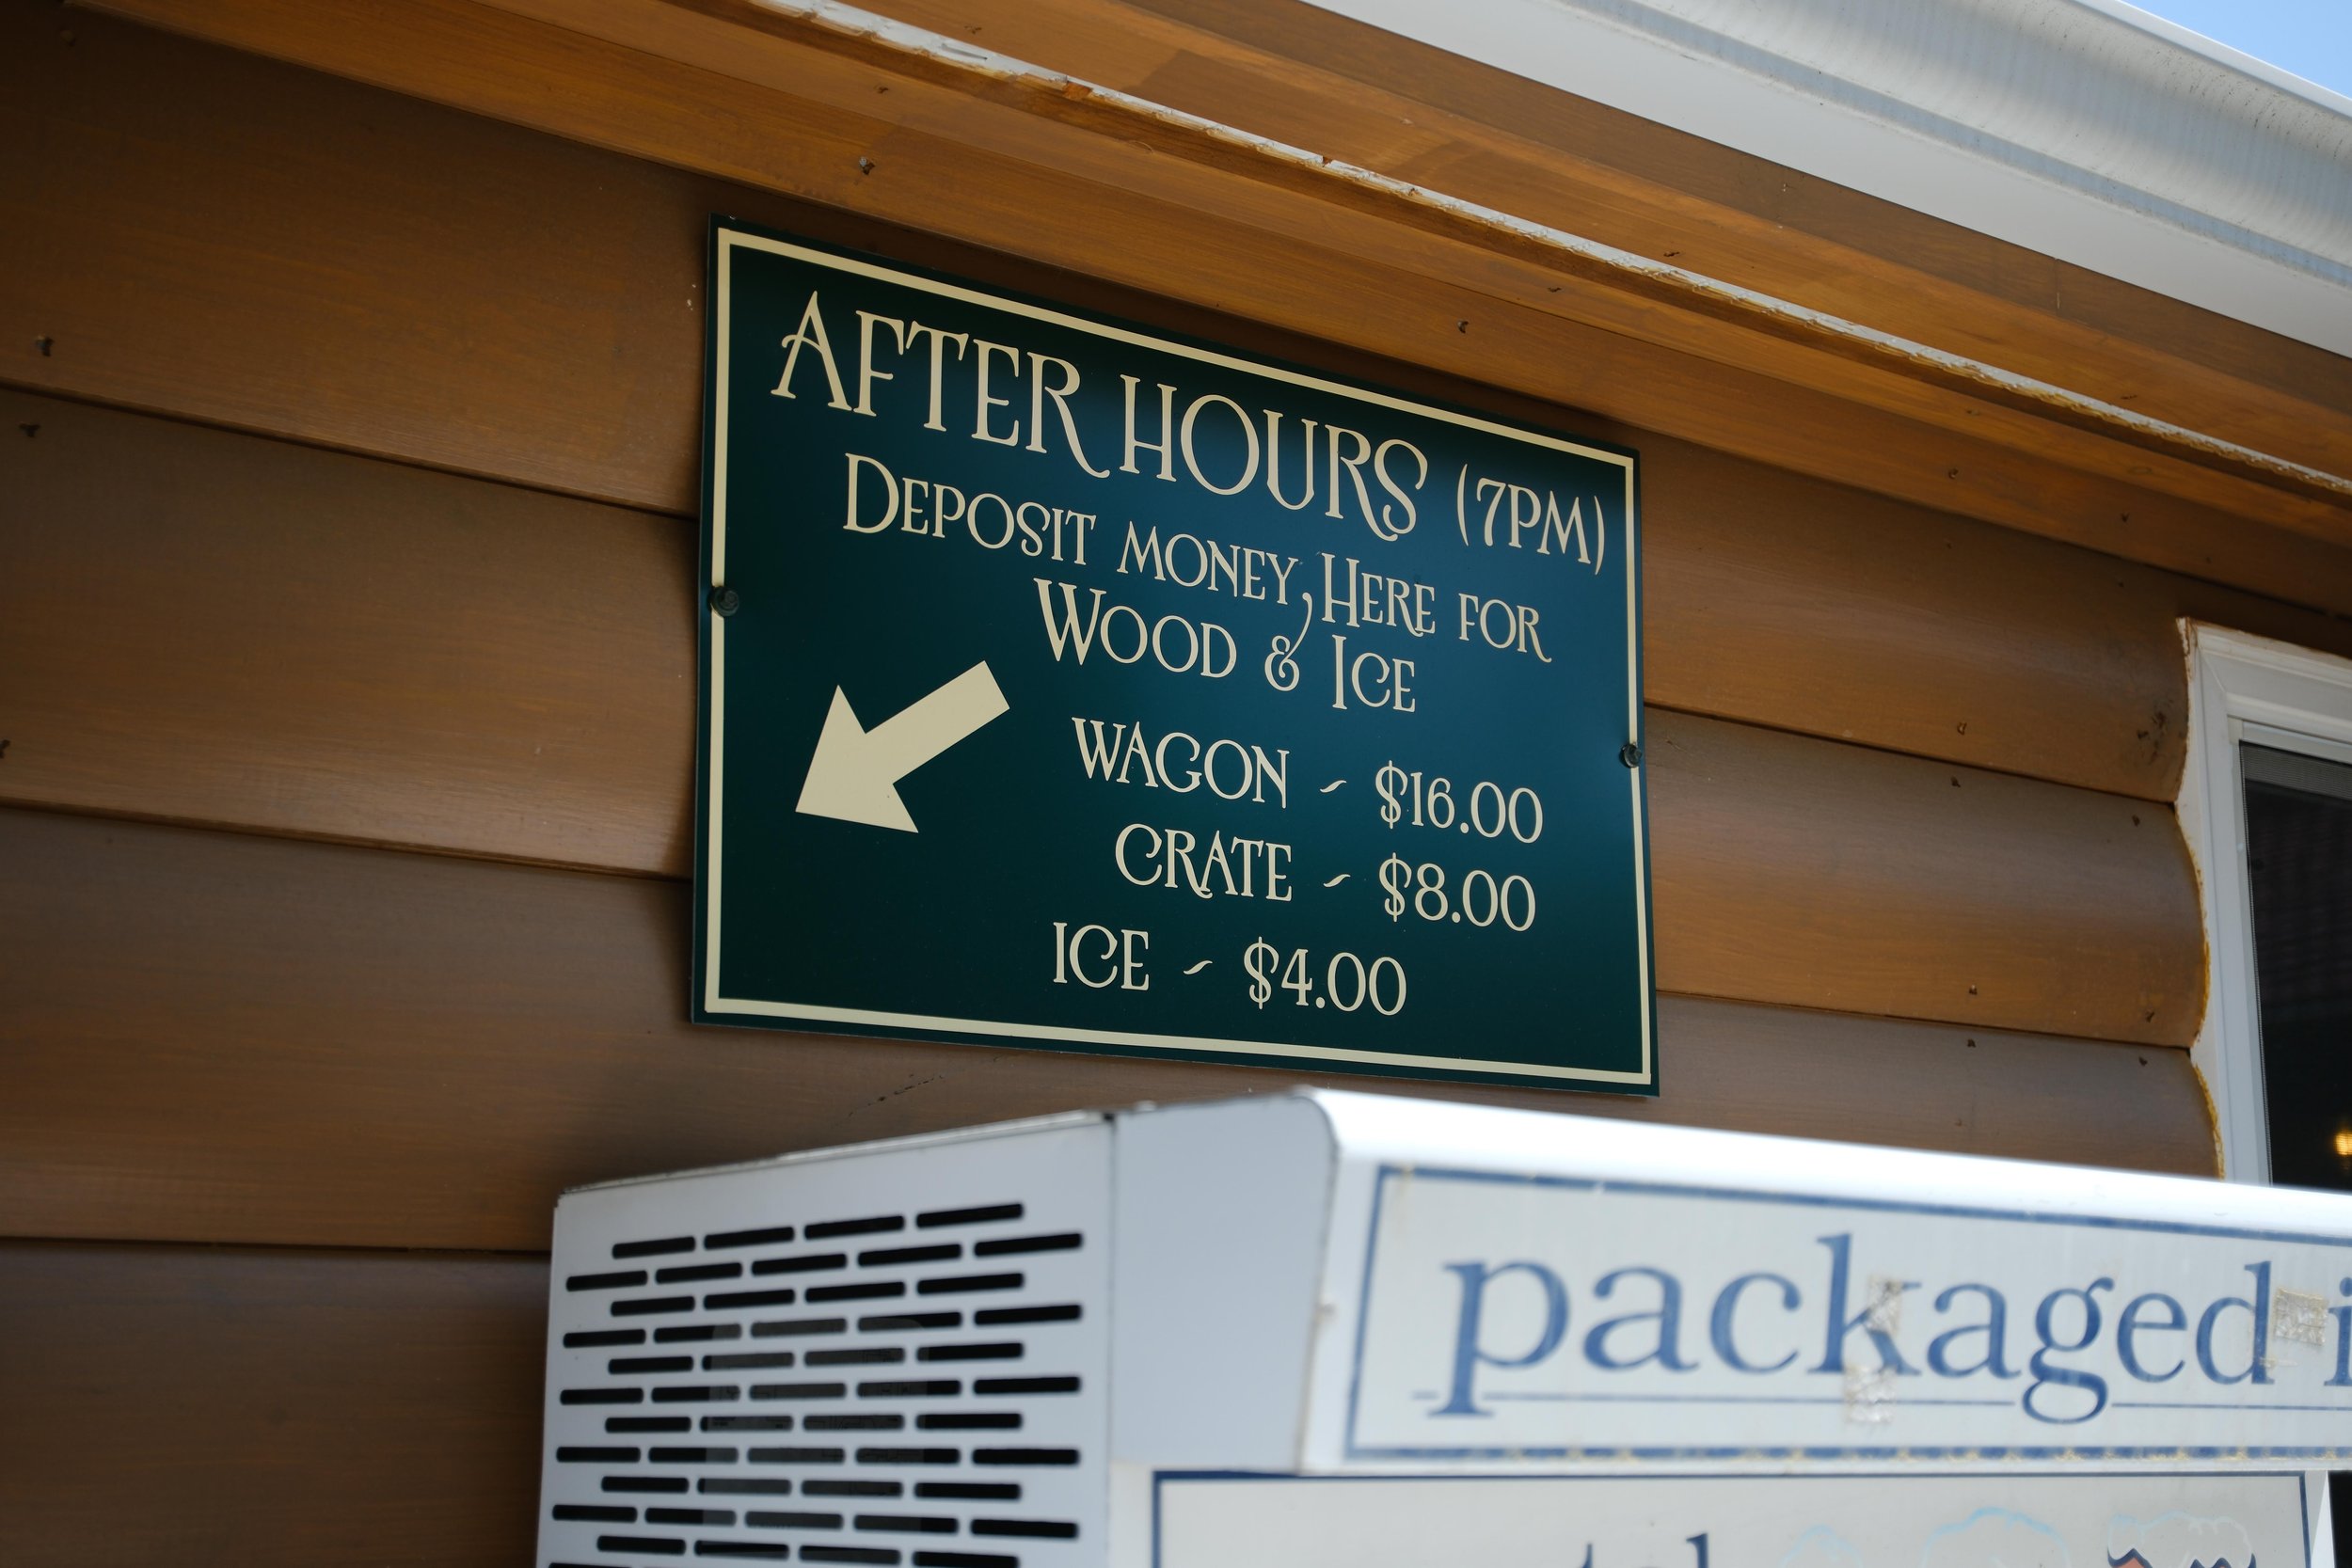 AFTER HOURS (7PM)
DEPOSIT MONEY, HERE FOR
WOOD & ICE
WAGON - $16.00
CRATE - $8.00
ICE - $4.00
packaged